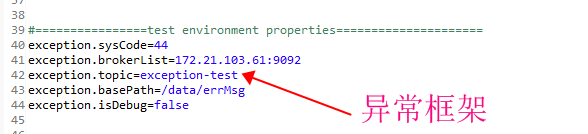 38
39 #================test environment properties=====================
40 exception.sysCode=44
41 exception.brokerList=172.21.103.61:9092
42 exception.topic=exception-test
43 exception.basePath=/data/errMsg
44 exception.isDebug=false
异常框架